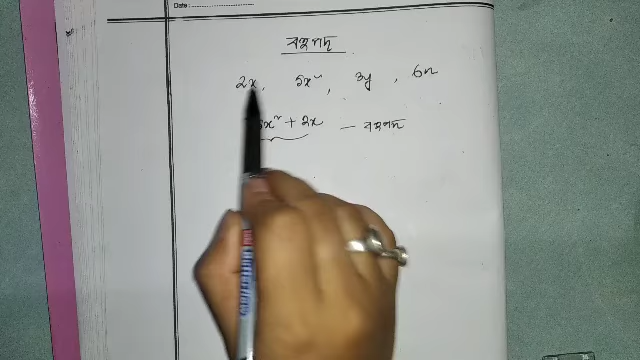 Date :
বহুপদ
2x, 5x², 3y, 6n
x² + 2x — বহুপদ